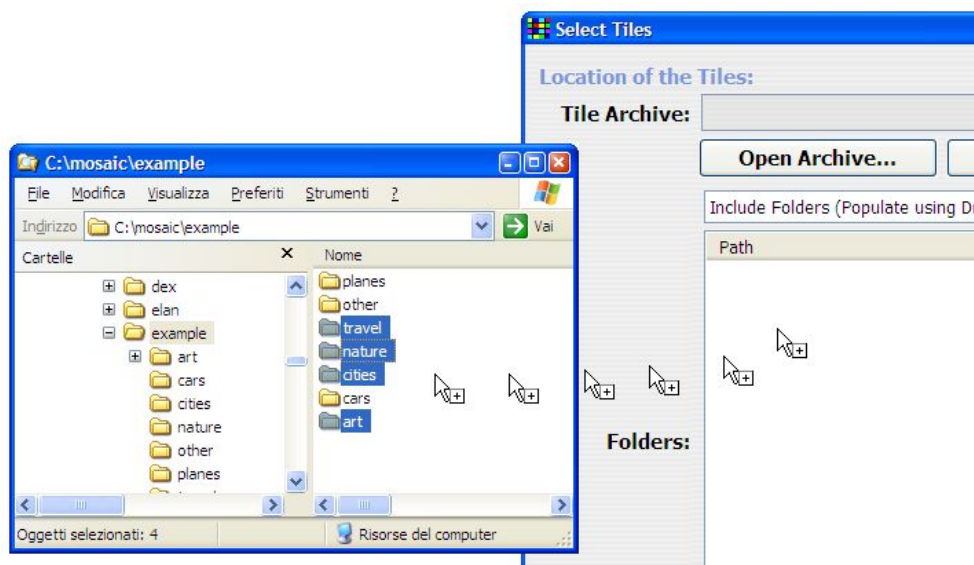 Select Tiles
Location of the Tiles:
Tile Archive:
Open Archive...
Include Folders (Populate using
Path
Folders:
C:\mosaic\example
File Modifica Visualizza Preferiti Strumenti ?
Indirizzo C:\mosaic\example Vai
Cartelle
Nome
dex
elan
example
art
cars
cities
nature
other
planes
planes
other
travel
nature
cities
cars
art
Oggetti selezionati: 4
Risorse del computer